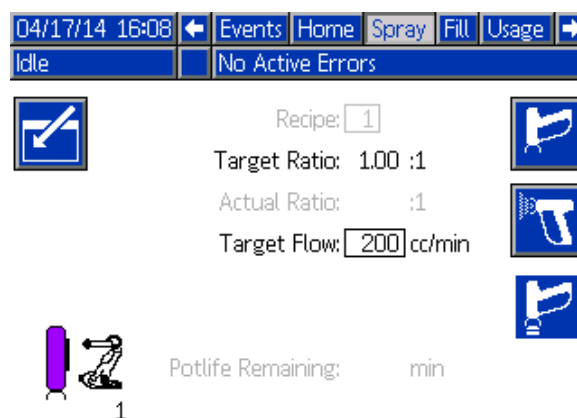 04/17/14 16:08 Events Home Spray Fill Usage
Idle No Active Errors
Recipe: 1
Target Ratio: 1.00 :1
Actual Ratio: :1
Target Flow: 200 cc/min
Potlife Remaining: min
1